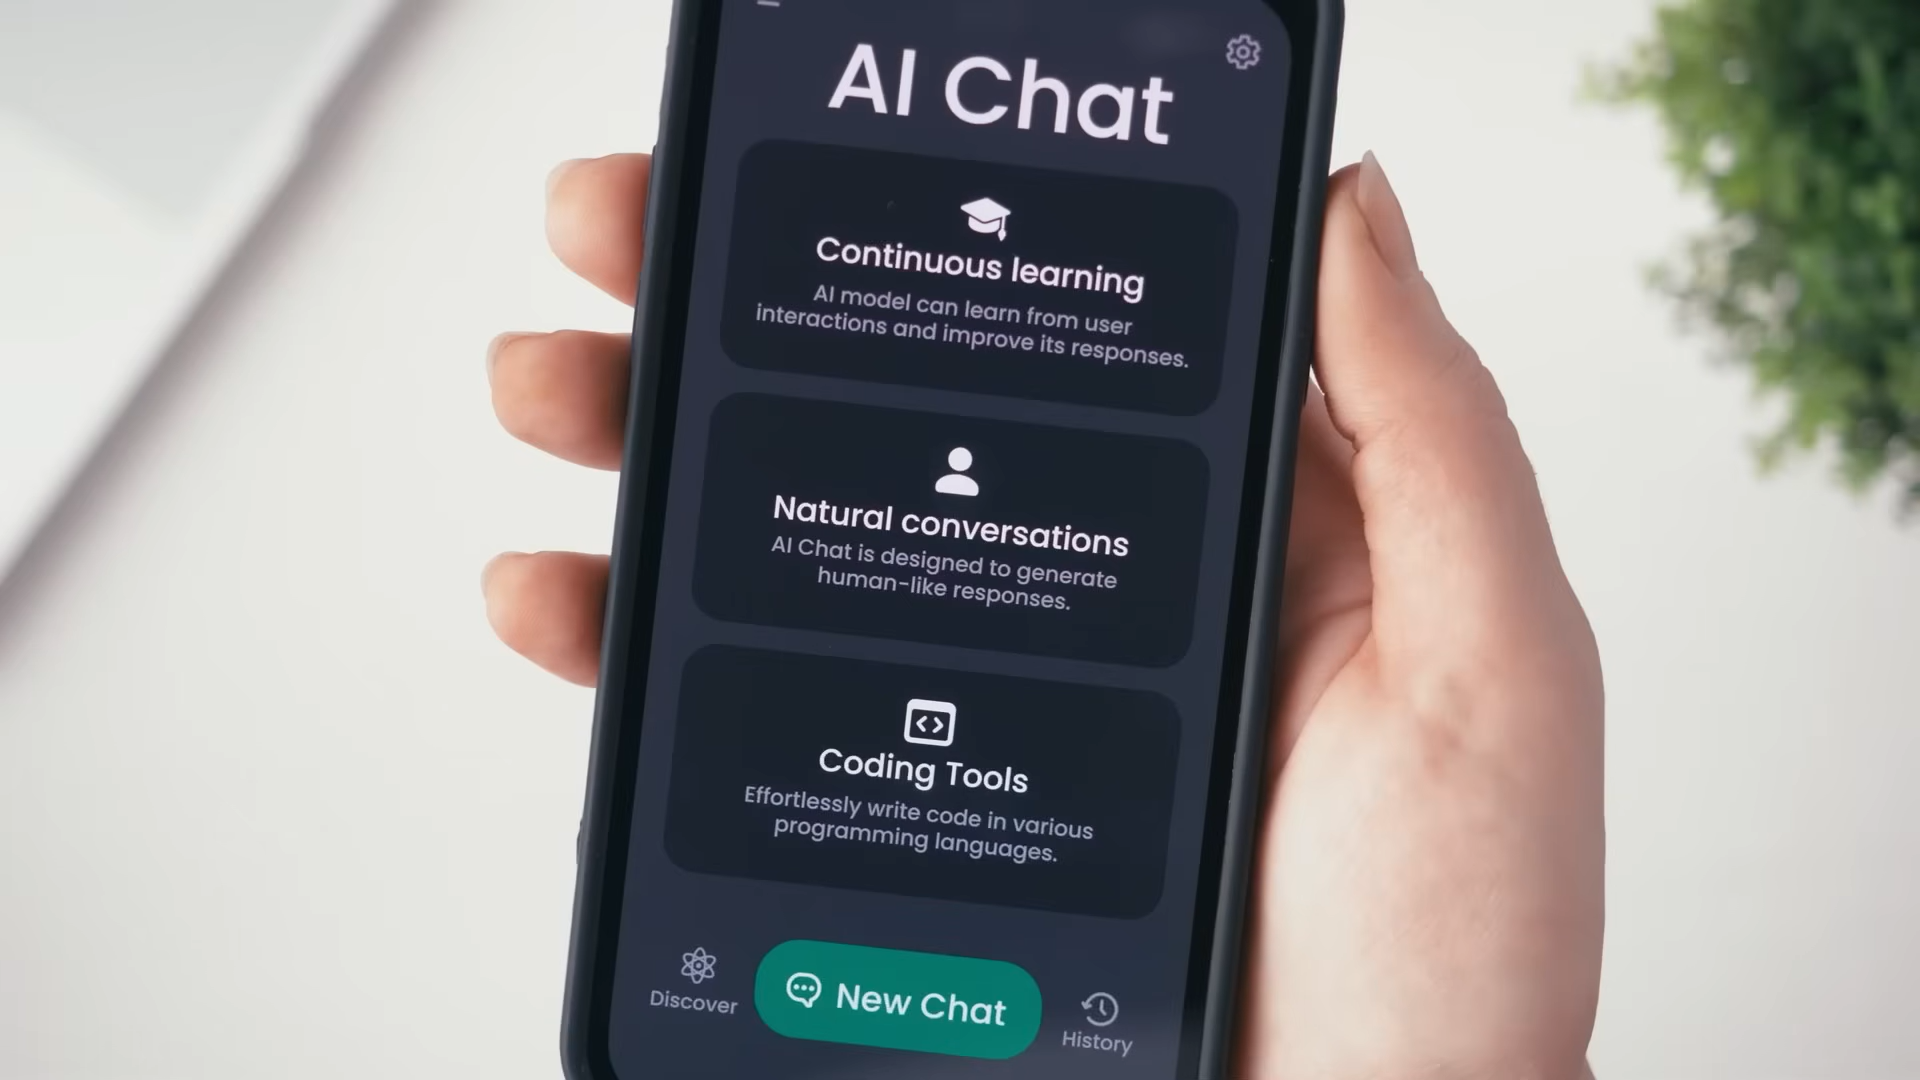 AI Chat
Continuous learning
AI model can learn from user
interactions and improve its responses.
Natural conversations
AI Chat is designed to generate
human-like responses.
Coding Tools
Effortlessly write code in various
programming languages.
Discover
New Chat
History